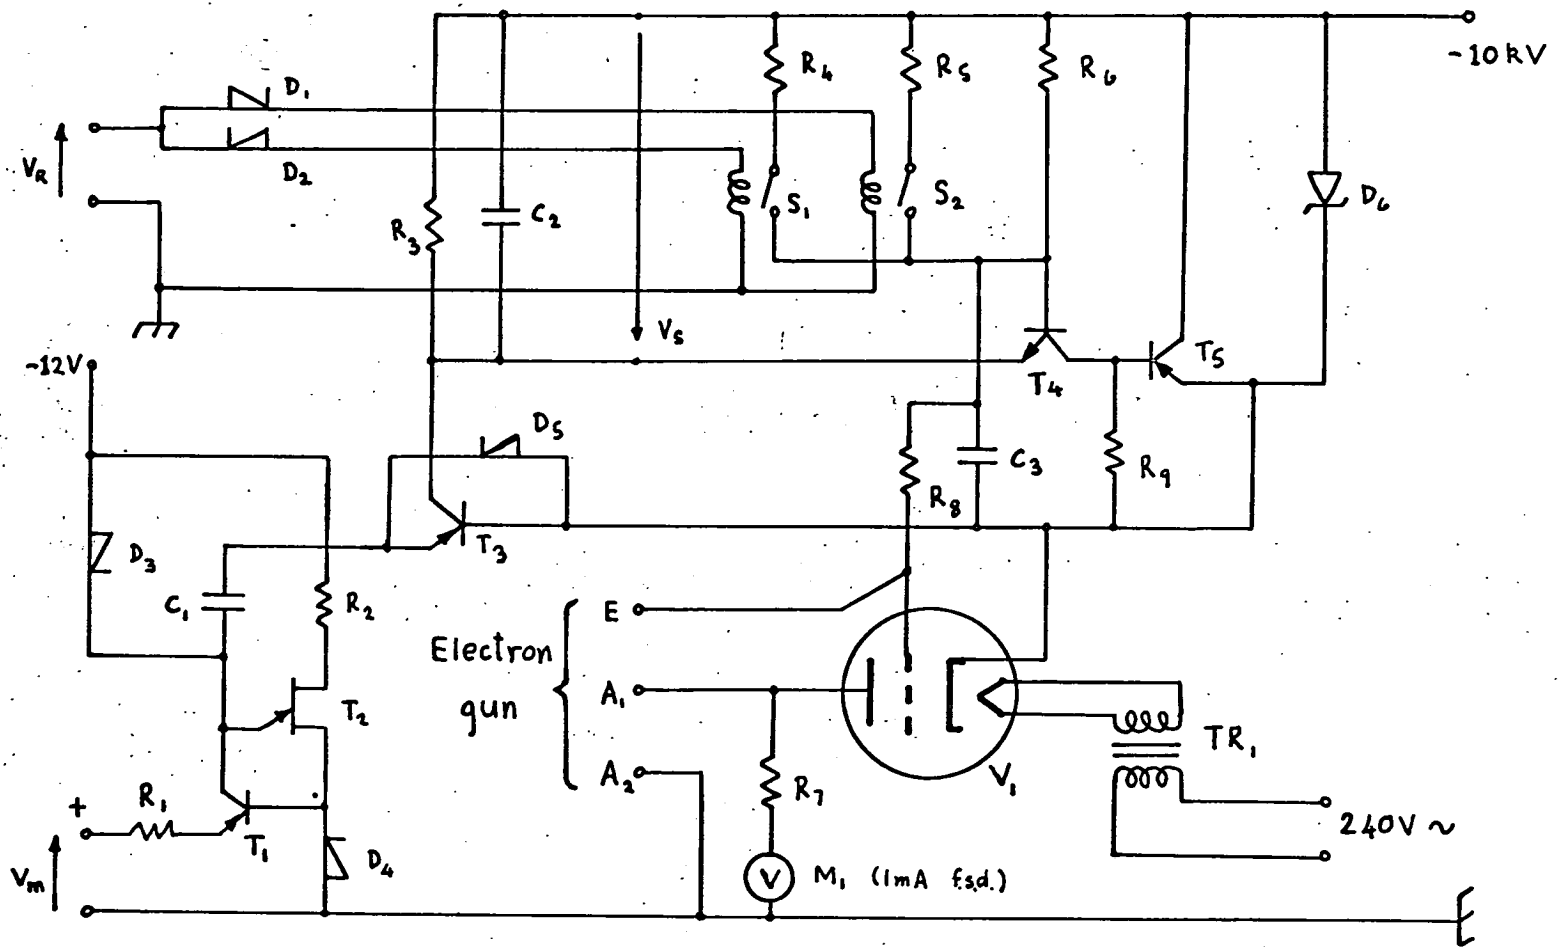 -10 kV
R4
R5
R6
D1
VR
D2
S1
S2
D6
R3
C2
VS
T4
T5
-12V
D5
R8
C3
R9
T3
D3
C1
R2
E
Electron
gun
A1
T2
A2
R7
V1
TR1
240V ~
+
R1
T1
Vm
D4
V
M1 (1mA f.s.d.)